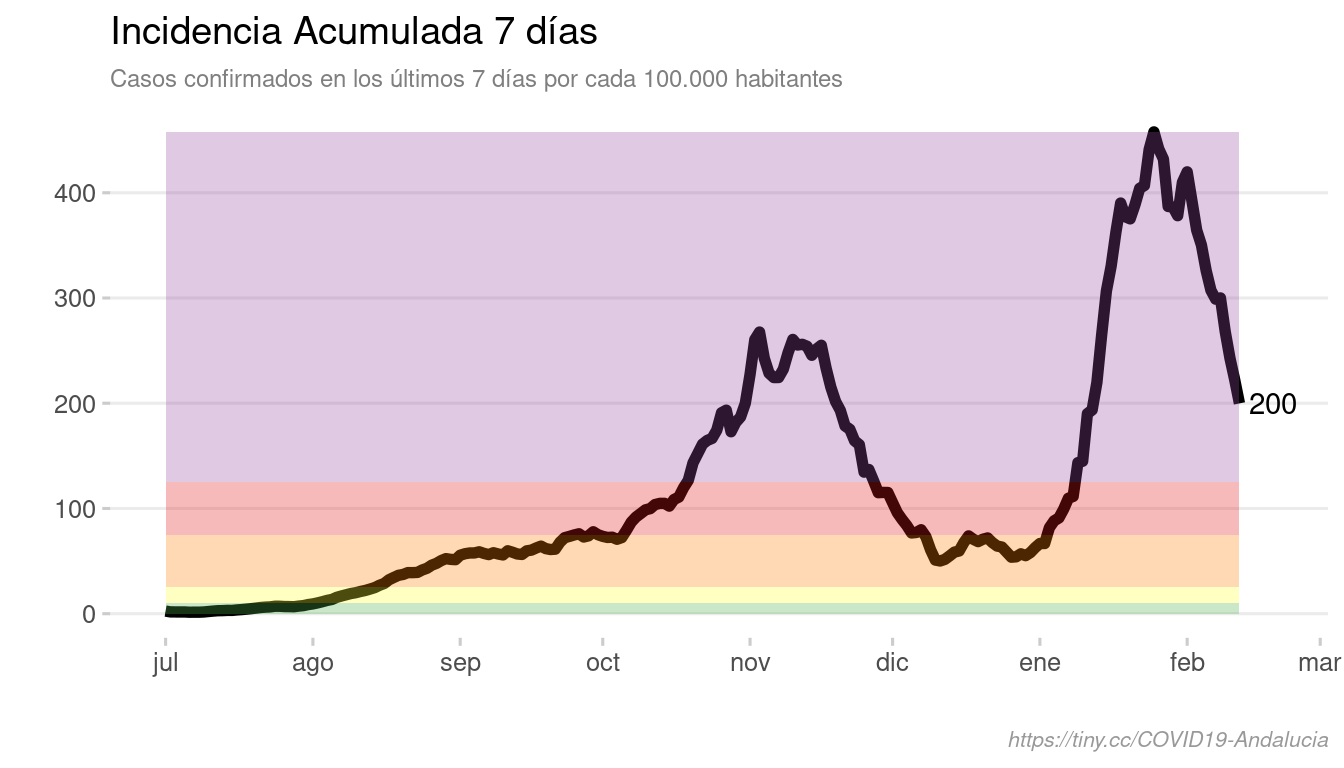 Incidencia Acumulada 7 días
Casos confirmados en los últimos 7 días por cada 100.000 habitantes
400
300
200
100
0
200
jul ago sep oct nov dic ene feb mar
https://tiny.cc/COVID19-Andalucia